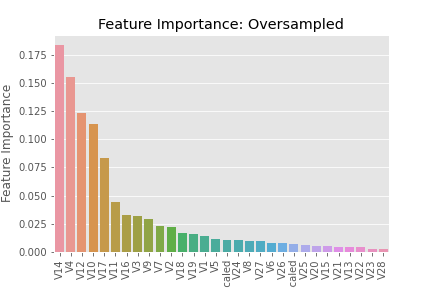 Feature Importance: Oversampled
Feature Importance
0.175
0.150
0.125
0.100
0.075
0.050
0.025
0.000
V14
V4
V12
V10
V17
V11
V16
V3
V9
V7
V2
V18
V19
V1
V5
caled
V24
V8
V27
V6
V26
caled
V25
V20
V15
V21
V13
V22
V23
V28